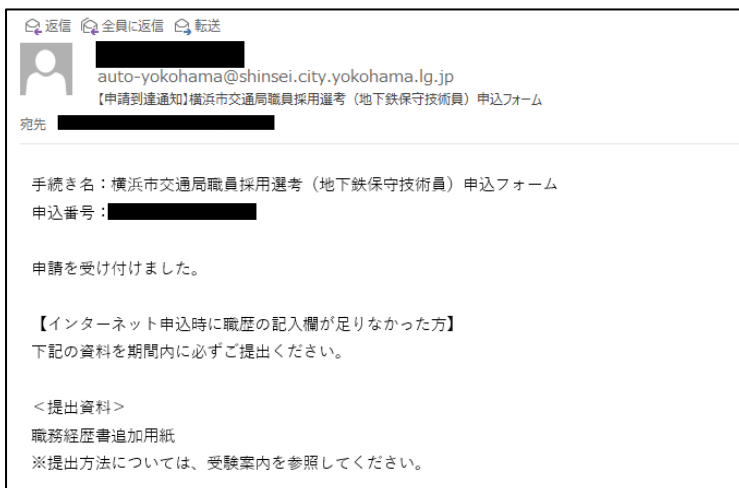 返信 全員に返信 転送
auto-yokohama@shinsei.city.yokohama.lg.jp
【申請到達通知】横浜市交通局職員採用選考（地下鉄保守技術員）申込フォーム
宛先
手続き名：横浜市交通局職員採用選考（地下鉄保守技術員）申込フォーム
申込番号：
申請を受け付けました。
【インターネット申込時に職歴の記入欄が足りなかった方】
下記の資料を期間内に必ずご提出ください。
＜提出資料＞
職務経歴書追加用紙
※提出方法については、受験案内を参照してください。